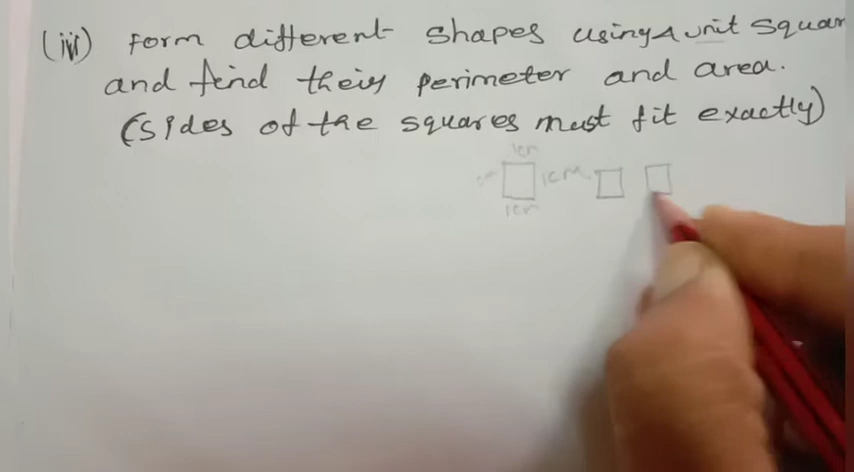 (iii) Form different shapes using 4 unit squar
and find their perimeter and area.
(Sides of the squares must fit exactly)
1cm
1cm
1cm